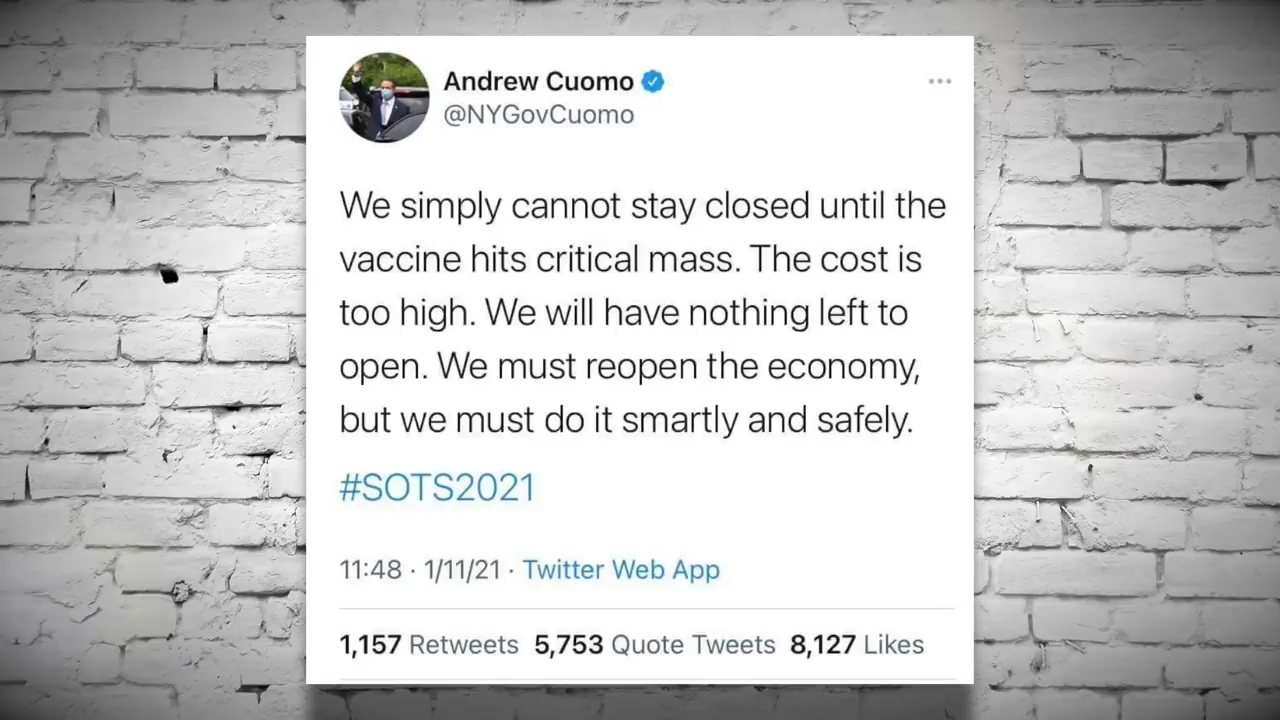 Andrew Cuomo
@NYGovCuomo
We simply cannot stay closed until the
vaccine hits critical mass. The cost is
too high. We will have nothing left to
open. We must reopen the economy,
but we must do it smartly and safely.
#SOTS2021
11:48 · 1/11/21 · Twitter Web App
1,157 Retweets 5,753 Quote Tweets 8,127 Likes